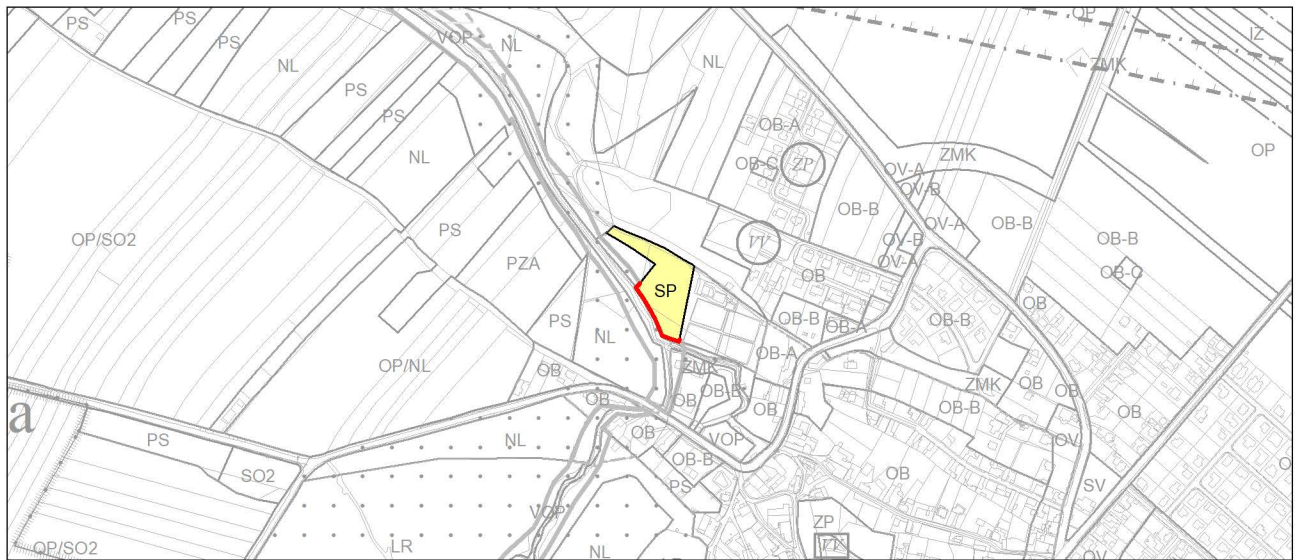 PS
PS
VOP
NL
OP
IZ
PS
NL
NL
ZMK
PS
OB-A
PS
ZMK
OP
NL
OB-C
ZP
OV-A
OV-B
OB-B
OV-A
OB-B
PS
OP/SO2
VV
OV-B
OB-B
PZA
OV-A
OB
OB-C
SP
OB
PS
OB-B
OB-A
OB-B
NL
OB-A
OP/NL
ZMK
OB
ZMK
OB
OB-B
OB
OB
OB
OB
OB-B
OB
a
PS
NL
OB
VOP
OV
SO2
OB-B
OB
PS
SV
VOP
ZP
OP/SO2
LR
NL
VK
OV